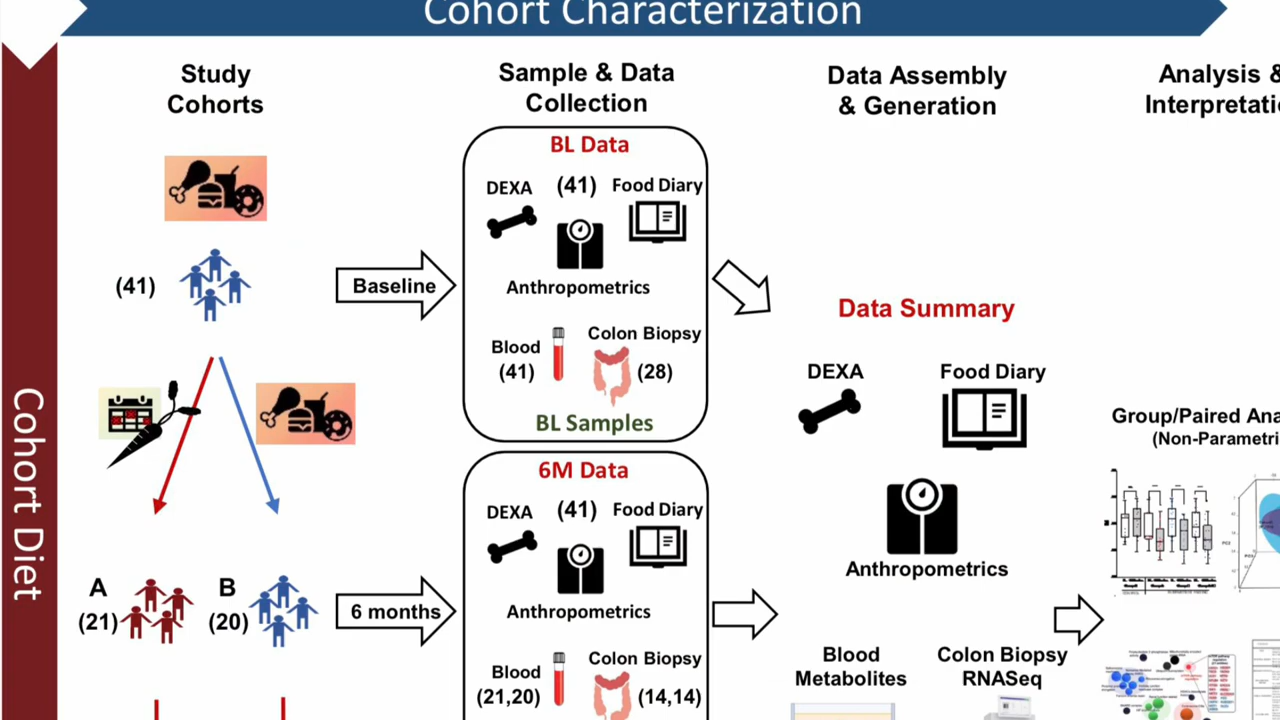 Cohort Characterization
Study
Cohorts
Sample & Data
Collection
Data Assembly
& Generation
Analysis &
Interpretati
Cohort Diet
(41)
Baseline
BL Data
DEXA
(41)
Food Diary
Anthropometrics
Blood
(41)
Colon Biopsy
(28)
BL Samples
Data Summary
DEXA
Food Diary
Anthropometrics
Blood
Metabolites
Colon Biopsy
RNASeq
A
(21)
B
(20)
6 months
6M Data
DEXA
(41)
Food Diary
Anthropometrics
Blood
(21,20)
Colon Biopsy
(14,14)
Group/Paired Ana
(Non-Parametri